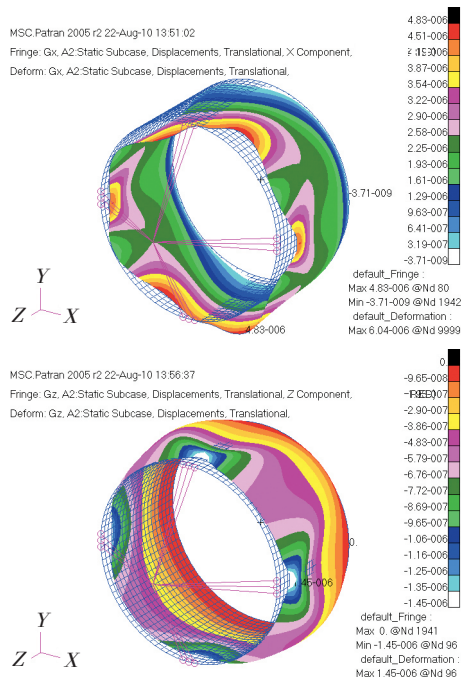 MSC.Patran 2005 r2 22-Aug-10 13:51:02
Fringe: Gx, A2:Static Subcase, Displacements, Translational, X Component,
Deform: Gx, A2:Static Subcase, Displacements, Translational,
4.83-006
4.51-006
3.87-006
3.54-006
3.22-006
2.90-006
2.58-006
2.25-006
1.93-006
1.61-006
1.29-006
9.63-007
6.41-007
3.19-007
-3.71-009
-3.71-009
4.83-006
default_Fringe :
Max 4.83-006 @Nd 80
Min -3.71-009 @Nd 1942
default_Deformation :
Max 6.04-006 @Nd 9999
Y
Z
X
MSC.Patran 2005 r2 22-Aug-10 13:56:37
Fringe: Gz, A2:Static Subcase, Displacements, Translational, Z Component,
Deform: Gz, A2:Static Subcase, Displacements, Translational,
0.
-9.65-008
-2.90-007
-3.86-007
-4.83-007
-5.79-007
-6.76-007
-7.72-007
-8.69-007
-9.65-007
-1.06-006
-1.16-006
-1.25-006
-1.35-006
-1.45-006
0.
45-006
default_Fringe :
Max 0. @Nd 1941
Min -1.45-006 @Nd 96
default_Deformation :
Max 1.45-006 @Nd 96
Y
Z
X